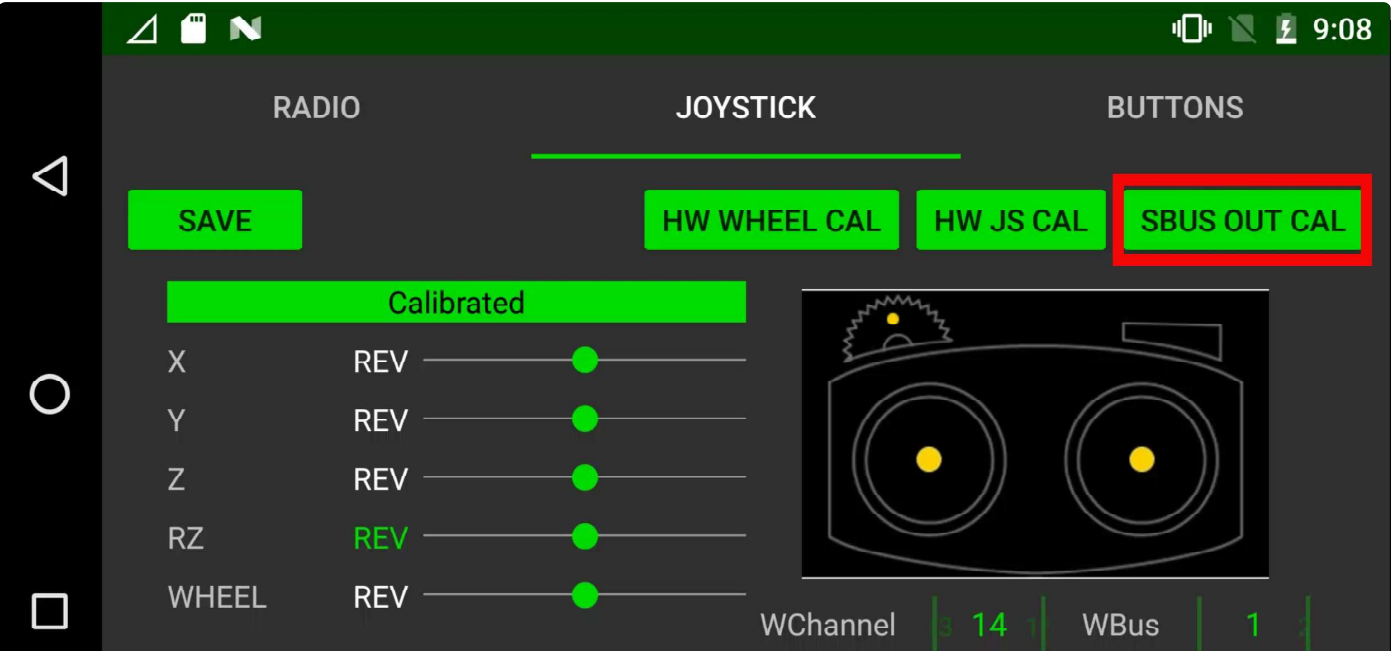 9:08
RADIO JOYSTICK BUTTONS
SAVE HW WHEEL CAL HW JS CAL SBUS OUT CAL
Calibrated
X REV
Y REV
Z REV
RZ REV
WHEEL REV
WChannel 14 WBus 1